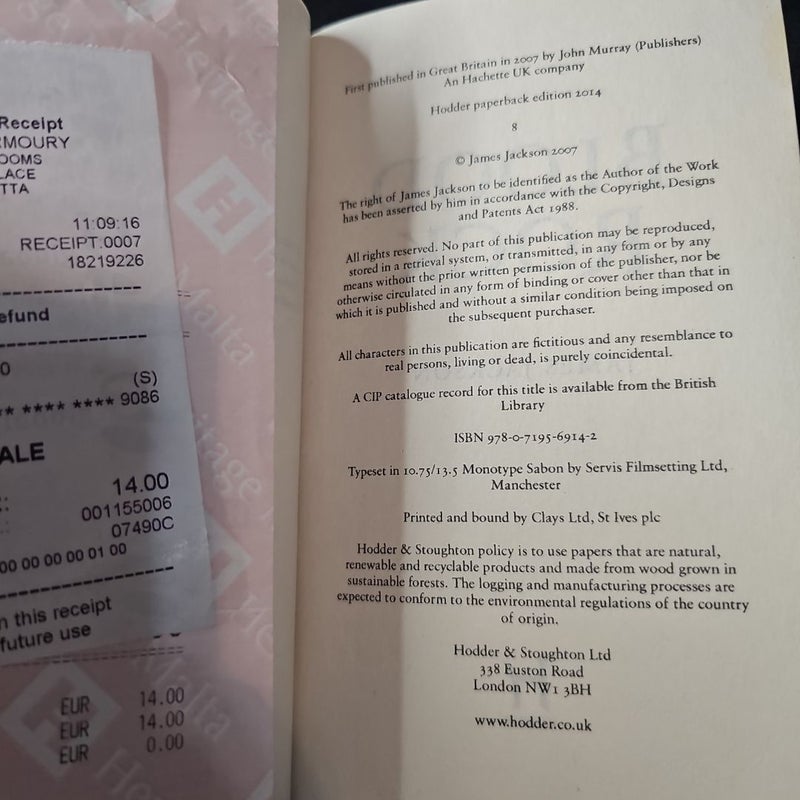 Receipt
RMOURY
OOMS
LACE
TTA
11:09:16
RECEIPT:0007
18219226
efund
0
(S)
** **** **** 9086
ALE
14.00
001155006
07490C
00 00 00 00 01 00
n this receipt
future use
EUR 14.00
EUR 14.00
EUR 0.00
Heritage
Malta
First published in Great Britain in 2007 by John Murray (Publishers)
An Hachette UK company
Hodder paperback edition 2014
8
© James Jackson 2007
The right of James Jackson to be identified as the Author of the Work
has been asserted by him in accordance with the Copyright, Designs
and Patents Act 1988.
All rights reserved. No part of this publication may be reproduced,
stored in a retrieval system, or transmitted, in any form or by any
means without the prior written permission of the publisher, nor be
otherwise circulated in any form of binding or cover other than that in
which it is published and without a similar condition being imposed on
the subsequent purchaser.
All characters in this publication are fictitious and any resemblance to
real persons, living or dead, is purely coincidental.
A CIP catalogue record for this title is available from the British
Library
ISBN 978-0-7195-6914-2
Typeset in 10.75/13.5 Monotype Sabon by Servis Filmsetting Ltd,
Manchester
Printed and bound by Clays Ltd, St Ives plc
Hodder & Stoughton policy is to use papers that are natural,
renewable and recyclable products and made from wood grown in
sustainable forests. The logging and manufacturing processes are
expected to conform to the environmental regulations of the country
of origin.
Hodder & Stoughton Ltd
338 Euston Road
London NW1 3BH
www.hodder.co.uk